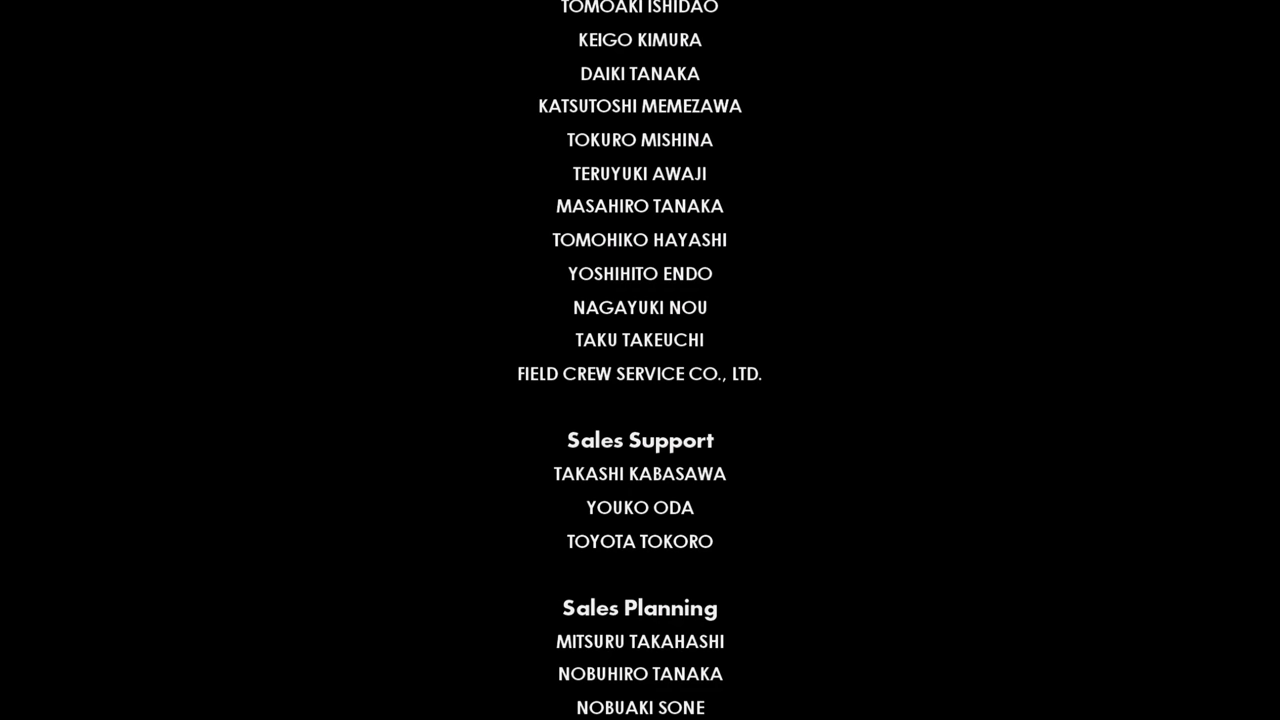 TOMOAKI ISHIDAO
KEIGO KIMURA
DAIKI TANAKA
KATSUTOSHI MEMEZAWA
TOKURO MISHINA
TERUYUKI AWAJI
MASAHIRO TANAKA
TOMOHIKO HAYASHI
YOSHIHITO ENDO
NAGAYUKI NOU
TAKU TAKEUCHI
FIELD CREW SERVICE CO., LTD.
Sales Support
TAKASHI KABASAWA
YOUKO ODA
TOYOTA TOKORO
Sales Planning
MITSURU TAKAHASHI
NOBUHIRO TANAKA
NOBUAKI SONE